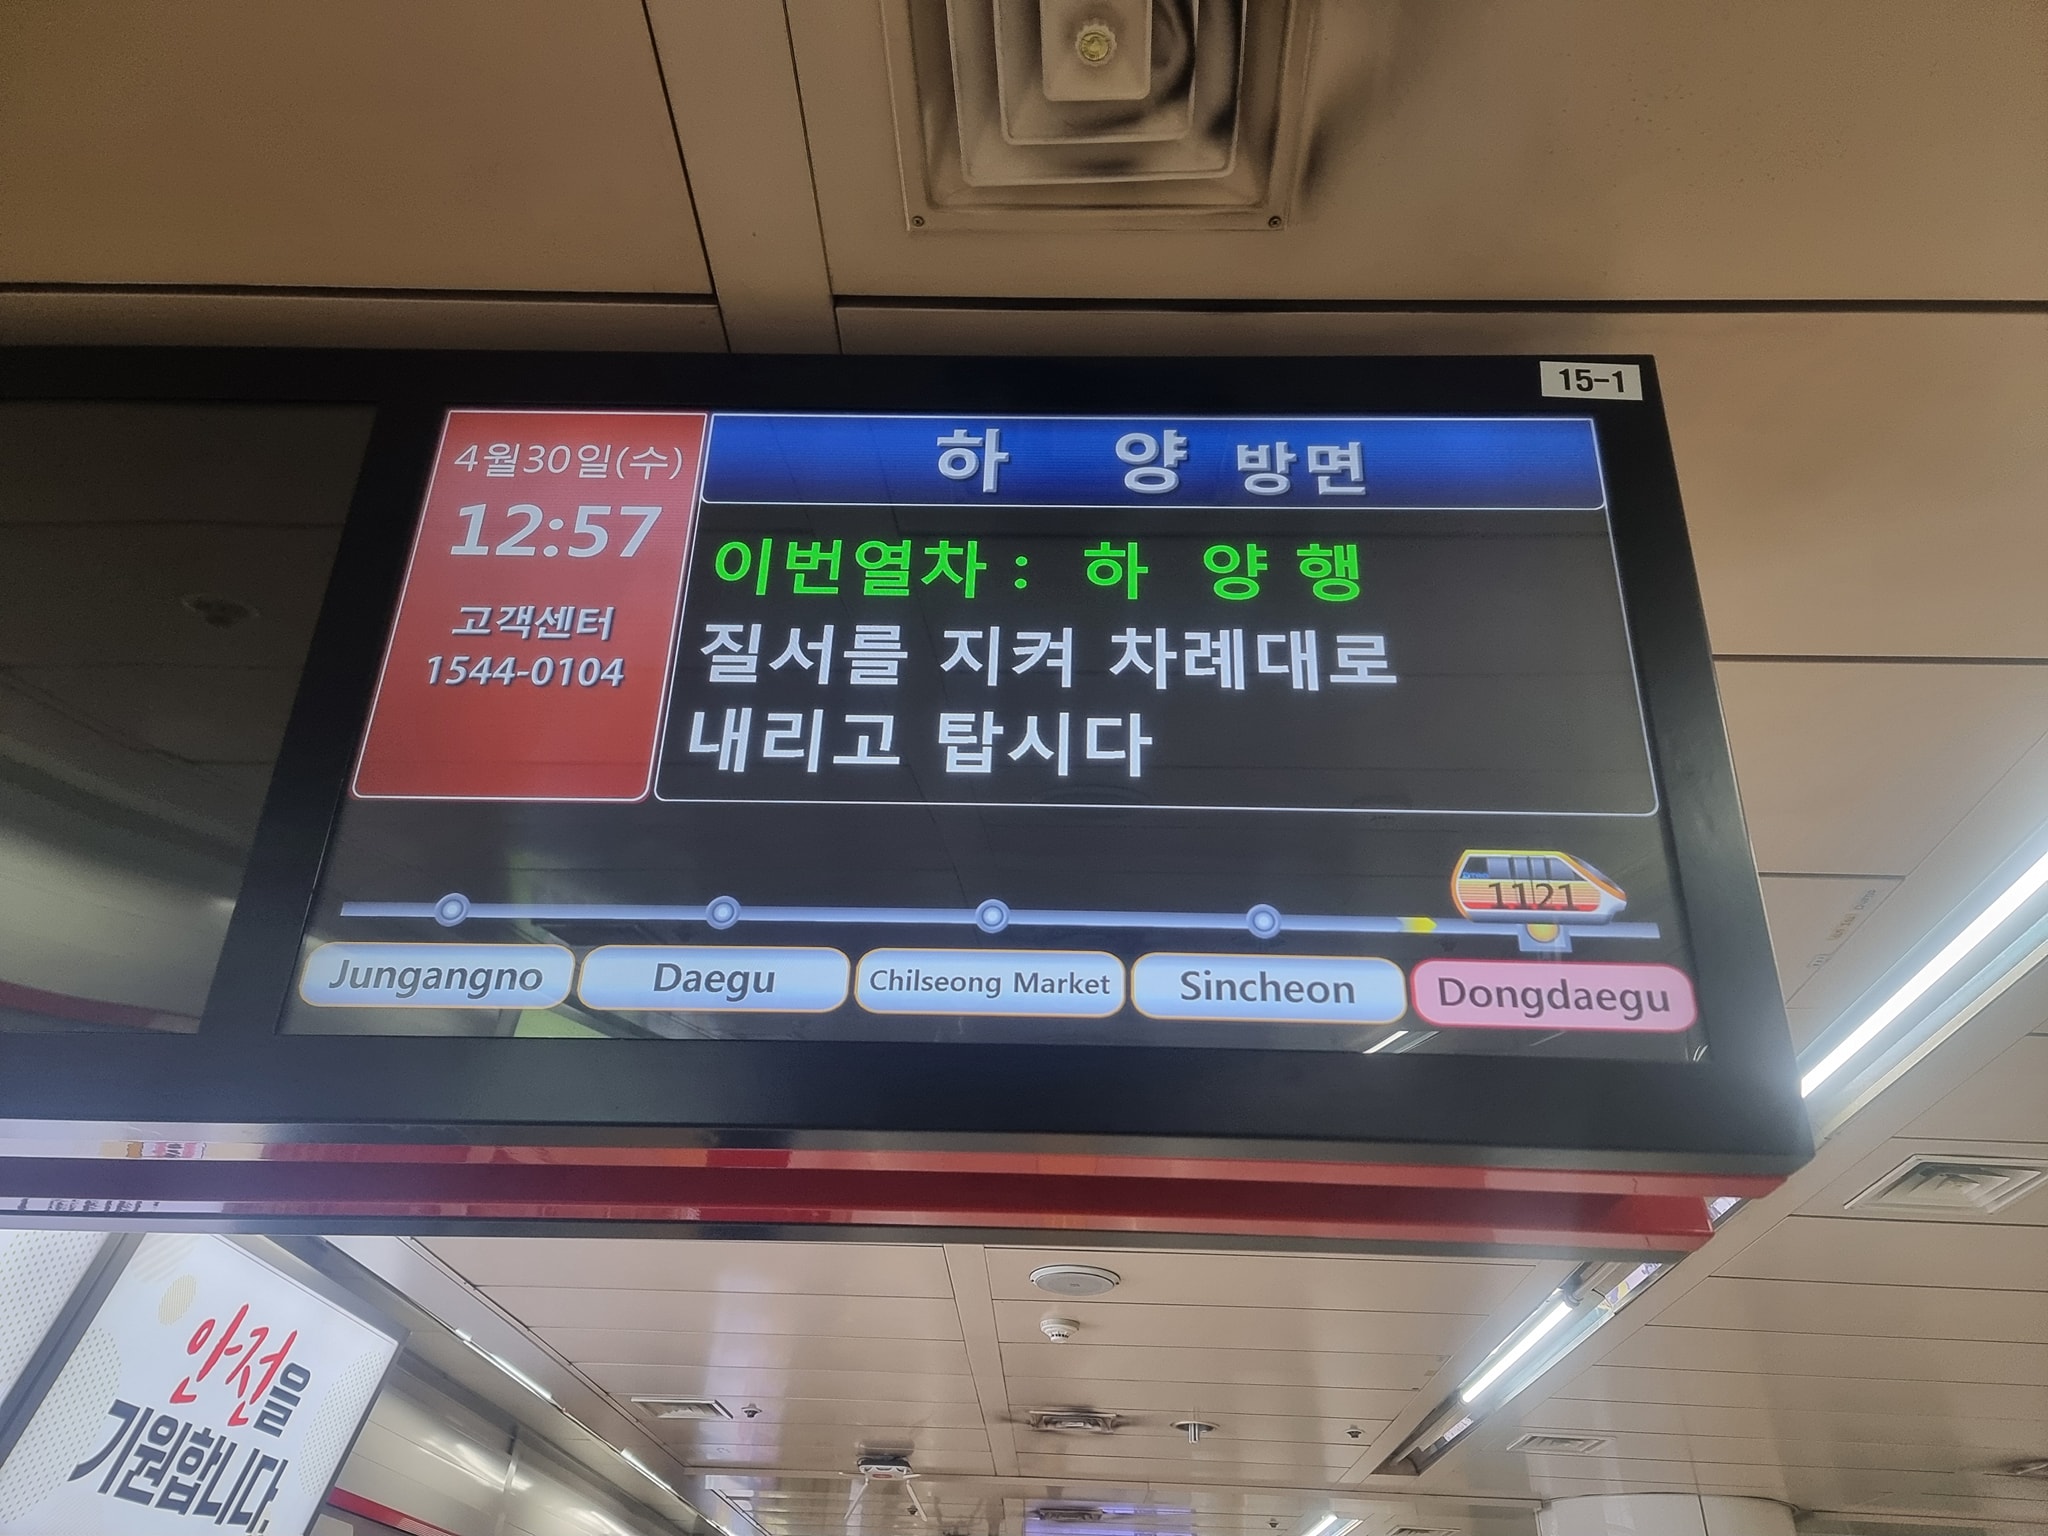 15-1
4월30일(수)
12:57
고객센터
1544-0104
하 양 방면
이번열차 : 하 양 행
질서를 지켜 차례대로
내리고 탑시다
1121
Jungangno
Daegu
Chilseong Market
Sincheon
Dongdaegu
안전을
기원합니다.